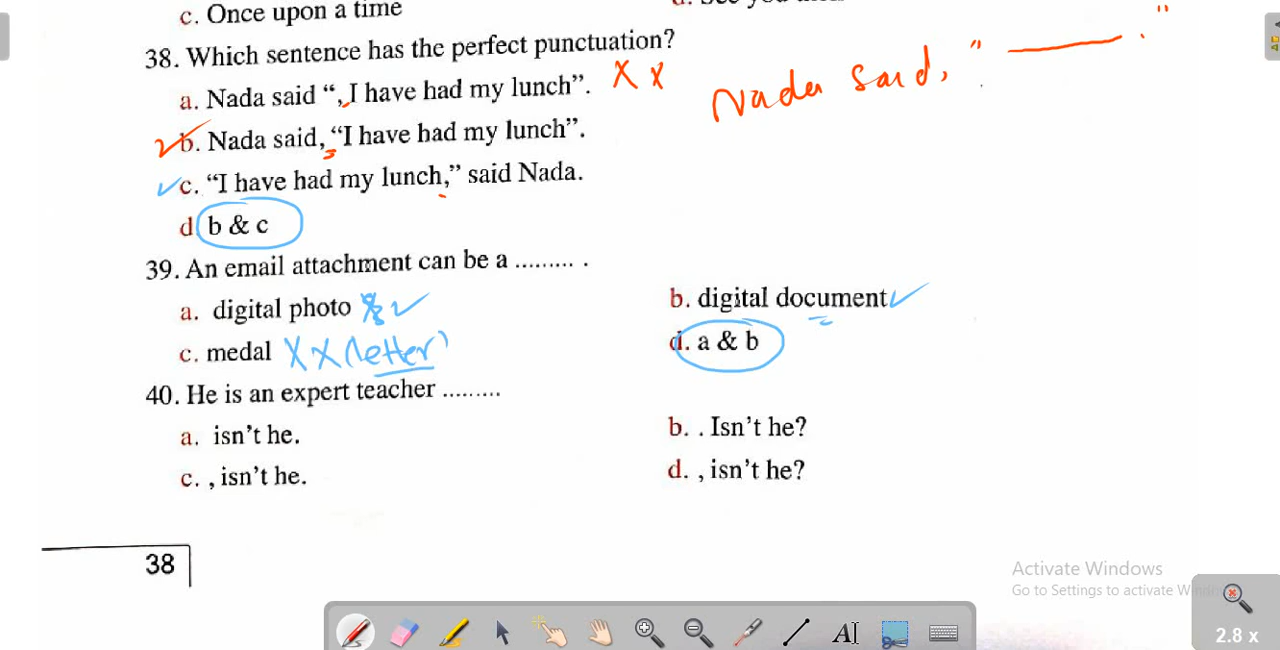 c. Once upon a time
38. Which sentence has the perfect punctuation?
a. Nada said “, I have had my lunch”. X X
Nada said, " ——— . "
b. Nada said, “I have had my lunch”.
c. “I have had my lunch,” said Nada.
d. b & c
39. An email attachment can be a ......... .
a. digital photo
b. digital document
c. medal X X (letter)
d. a & b
40. He is an expert teacher .........
a. isn’t he.
b. . Isn’t he?
c. , isn’t he.
d. , isn’t he?
38
Activate Windows
Go to Settings to activate
AI
2.8 x